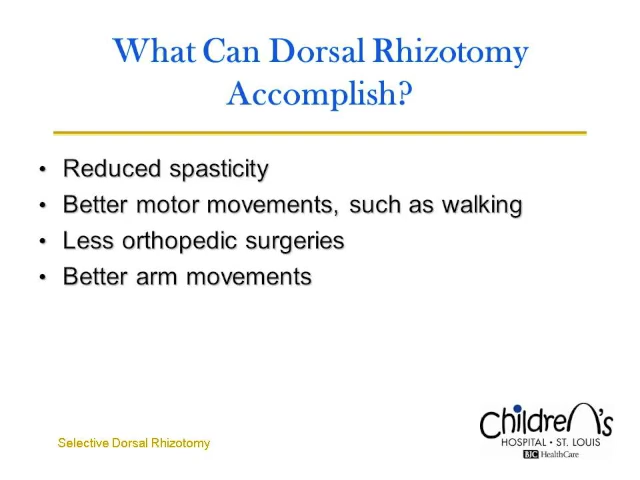 What Can Dorsal Rhizotomy
Accomplish?
• Reduced spasticity
• Better motor movements, such as walking
• Less orthopedic surgeries
• Better arm movements
Selective Dorsal Rhizotomy
Children's
HOSPITAL • ST. LOUIS
BJC HealthCare